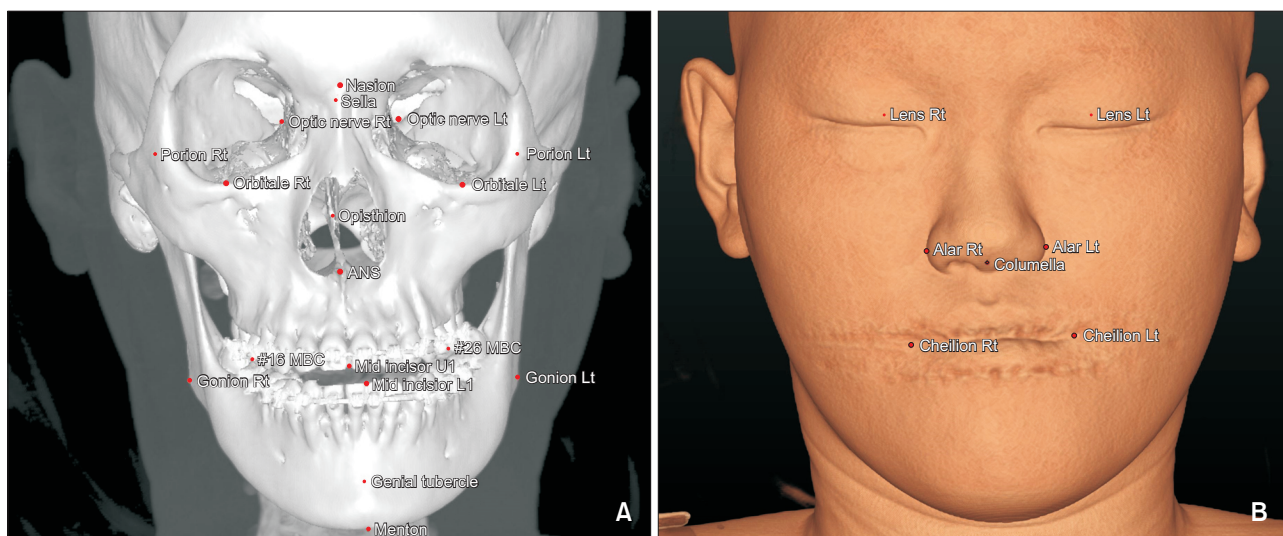 Nasion
Sella
Optic nerve Rt
Optic nerve Lt
Porion Rt
Porion Lt
Orbitale Rt
Orbitale Lt
Opisthion
ANS
#16 MBC
#26 MBC
Mid incisor U1
Gonion Rt
Mid incisior L1
Gonion Lt
Genial tubercle
Menton
A
Lens Rt
Lens Lt
Alar Rt
Alar Lt
Columella
Cheilion Rt
Cheilion Lt
B